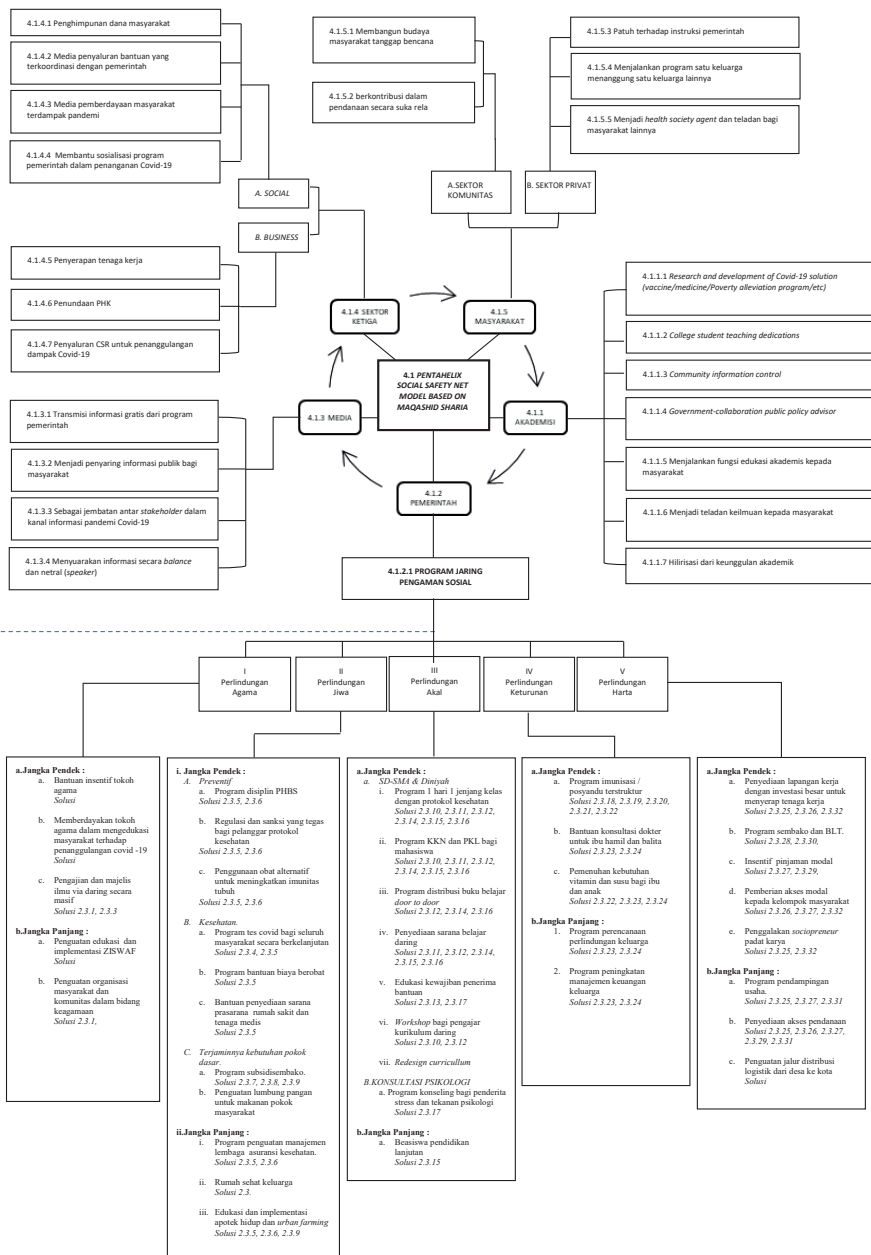 4.1.4.1 Penghimpunan dana masyarakat
4.1.4.2 Media penyaluran bantuan yang
terkoordinasi dengan pemerintah
4.1.4.3 Media pemberdayaan masyarakat
terdampak pandemi
4.1.4.4 Membantu sosialisasi program
pemerintah dalam penanganan Covid-19
A. SOCIAL
B. BUSINESS
4.1.4.5 Penyerapan tenaga kerja
4.1.4.6 Penundaan PHK
4.1.4.7 Penyaluran CSR untuk penanggulangan
dampak Covid-19
4.1.5.1 Membangun budaya
masyarakat tanggap bencana
4.1.5.2 berkontribusi dalam
pendanaan secara suka rela
4.1.5.3 Patuh terhadap instruksi pemerintah
4.1.5.4 Menjalankan program satu keluarga
menanggung satu keluarga lainnya
4.1.5.5 Menjadi health society agent dan teladan bagi
masyarakat lainnya
A.SEKTOR
KOMUNITAS
B. SEKTOR PRIVAT
4.1.4 SEKTOR
KETIGA
4.1.5
MASYARAKAT
4.1 PENTAHELIX
SOCIAL SAFETY NET
MODEL BASED ON
MAQASHID SHARIA
4.1.3 MEDIA
4.1.1
AKADEMISI
4.1.2
PEMERINTAH
4.1.1.1 Research and development of Covid-19 solution
(vaccine/medicine/Poverty alleviation program/etc)
4.1.1.2 College student teaching dedications
4.1.1.3 Community information control
4.1.1.4 Government-collaboration public policy advisor
4.1.1.5 Menjalankan fungsi edukasi akademis kepada
masyarakat
4.1.1.6 Menjadi teladan keilmuan kepada masyarakat
4.1.1.7 Hilirisasi dari keunggulan akademik
4.1.3.1 Transmisi informasi gratis dari program
pemerintah
4.1.3.2 Menjadi penyaring informasi publik bagi
masyarakat
4.1.3.3 Sebagai jembatan antar stakeholder dalam
kanal informasi pandemi Covid-19
4.1.3.4 Menyuarakan informasi secara balance
dan netral (speaker)
4.1.2.1 PROGRAM JARING
PENGAMAN SOSIAL
I
Perlindungan
Agama
II
Perlindungan
Jiwa
III
Perlindungan
Akal
IV
Perlindungan
Keturunan
V
Perlindungan
Harta
a.Jangka Pendek :
a. Bantuan insentif tokoh
agama
Solusi
b. Memberdayakan tokoh
agama dalam mengedukasi
masyarakat terhadap
penanggulangan covid -19
Solusi
c. Pengajian dan majelis
ilmu via daring secara
masif
Solusi 2.3.1, 2.3.3
b.Jangka Panjang :
a. Penguatan edukasi dan
implementasi ZISWAF
Solusi
b. Penguatan organisasi
masyarakat dan
komunitas dalam bidang
keagamaan
Solusi 2.3.1,
i. Jangka Pendek :
A. Preventif
a. Program disiplin PHBS
Solusi 2.3.5, 2.3.6
b. Regulasi dan sanksi yang tegas
bagi pelanggar protokol
kesehatan
Solusi 2.3.5, 2.3.6
c. Penggunaan obat alternatif
untuk meningkatkan imunitas
tubuh
Solusi 2.3.5, 2.3.6
B. Kesehatan.
a. Program tes covid bagi seluruh
masyarakat secara berkelanjutan
Solusi 2.3.4, 2.3.5
b. Program bantuan biaya berobat
Solusi 2.3.5
c. Bantuan penyediaan sarana
prasarana rumah sakit dan
tenaga medis
Solusi 2.3.5
C. Terjaminnya kebutuhan pokok
dasar.
a. Program subsidisembako.
Solusi 2.3.7, 2.3.8, 2.3.9
b. Penguatan lumbung pangan
untuk makanan pokok
masyarakat
ii.Jangka Panjang :
i. Program penguatan manajemen
lembaga asuransi kesehatan.
Solusi 2.3.5, 2.3.6
ii. Rumah sehat keluarga
Solusi 2.3.
iii. Edukasi dan implementasi
apotek hidup dan urban farming
Solusi 2.3.5, 2.3.6, 2.3.9
a.Jangka Pendek :
a. SD-SMA & Diniyah
i. Program 1 hari 1 jenjang kelas
dengan protokol kesehatan
Solusi 2.3.10, 2.3.11, 2.3.12,
2.3.14, 2.3.15, 2.3.16
ii. Program KKN dan PKL bagi
mahasiswa
Solusi 2.3.10, 2.3.11, 2.3.12,
2.3.14, 2.3.15, 2.3.16
iii. Program distribusi buku belajar
door to door
Solusi 2.3.12, 2.3.14, 2.3.16
iv. Penyediaan sarana belajar
daring
Solusi 2.3.11, 2.3.12, 2.3.14,
2.3.15, 2.3.16
v. Edukasi kewajiban penerima
bantuan
Solusi 2.3.13, 2.3.17
vi. Workshop bagi pengajar
kurikulum daring
Solusi 2.3.10, 2.3.12
vii. Redesign curricullum
B.KONSULTASI PSIKOLOGI
a. Program konseling bagi penderita
stress dan tekanan psikologi
Solusi 2.3.17
b.Jangka Panjang :
a. Beasiswa pendidikan
lanjutan
Solusi 2.3.15
a.Jangka Pendek :
a. Program imunisasi /
posyandu terstruktur
Solusi 2.3.18, 2.3.19, 2.3.20,
2.3.21, 2.3.22
b. Bantuan konsultasi dokter
untuk ibu hamil dan balita
Solusi 2.3.23, 2.3.24
c. Pemenuhan kebutuhan
vitamin dan susu bagi ibu
dan anak
Solusi 2.3.22, 2.3.23, 2.3.24
b.Jangka Panjang :
1. Program perencanaan
perlindungan keluarga
Solusi 2.3.23, 2.3.24
2. Program peningkatan
manajemen keuangan
keluarga
Solusi 2.3.23, 2.3.24
a.Jangka Pendek :
a. Penyediaan lapangan kerja
dengan investasi besar untuk
menyerap tenaga kerja
Solusi 2.3.25, 2.3.26, 2.3.32
b. Program sembako dan BLT.
Solusi 2.3.28, 2.3.30,
c. Insentif pinjaman modal
Solusi 2.3.27, 2.3.29,
d. Pemberian akses modal
kepada kelompok masyarakat
Solusi 2.3.26, 2.3.27, 2.3.32
e. Penggalakan sociopreneur
padat karya
Solusi 2.3.25, 2.3.32
b.Jangka Panjang :
a. Program pendampingan
usaha.
Solusi 2.3.25, 2.3.27, 2.3.31
b. Penyediaan akses pendanaan
Solusi 2.3.25, 2.3.26, 2.3.27,
2.3.29, 2.3.31
c. Penguatan jalur distribusi
logistik dari desa ke kota
Solusi